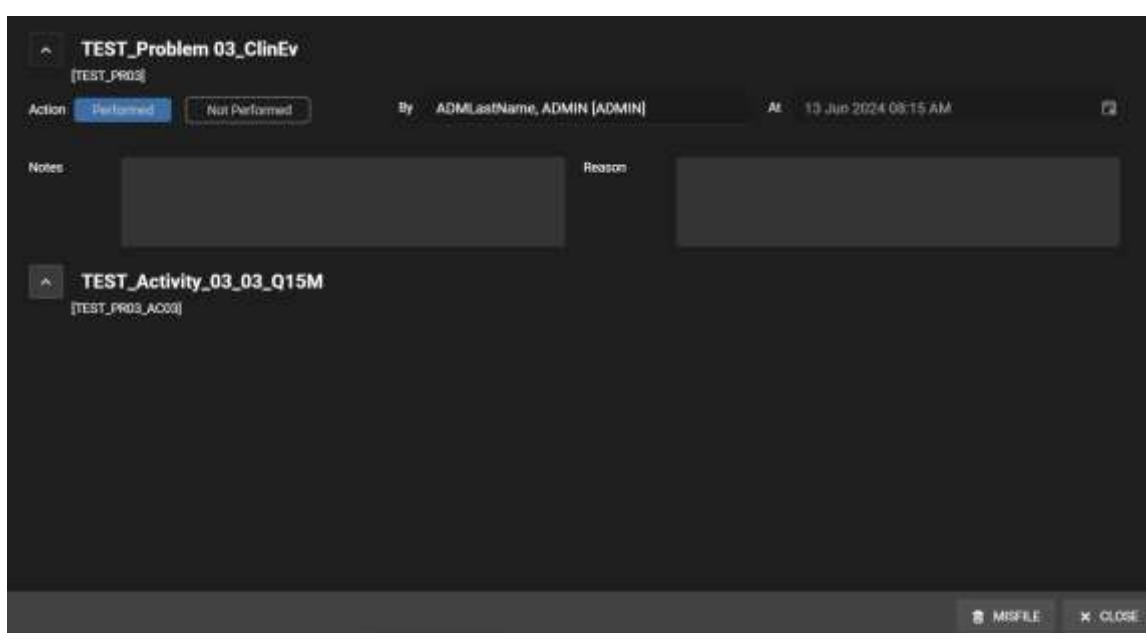 TEST_Problem 03_ClinEv
[TEST_PR03]
Action Performed Not Performed By ADMLastName, ADMIN [ADMIN] At 13 Jun 2024 08:15 AM
Notes Reason
TEST_Activity_03_03_Q15M
[TEST_PR03_AC03]
MISFILE CLOSE